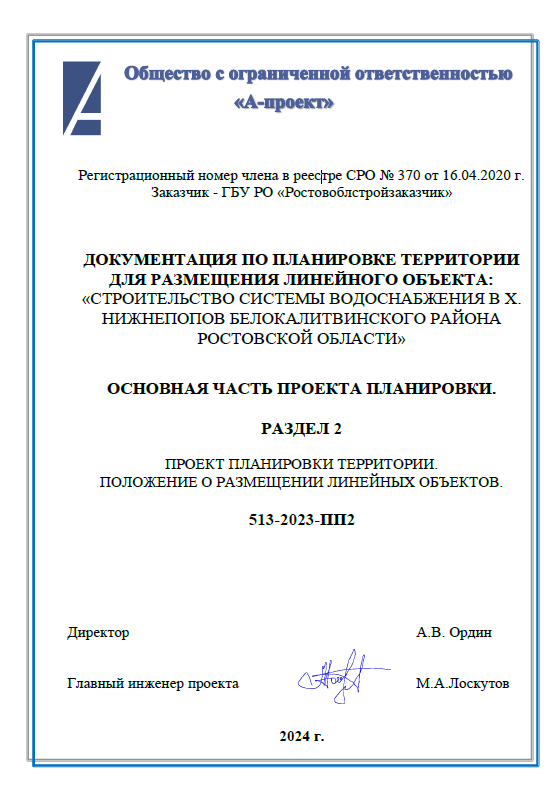 Общество с ограниченной ответственностью
«А-проект»
Регистрационный номер члена в реестре СРО № 370 от 16.04.2020 г.
Заказчик - ГБУ РО «Ростовоблстройзаказчик»
ДОКУМЕНТАЦИЯ ПО ПЛАНИРОВКЕ ТЕРРИТОРИИ
ДЛЯ РАЗМЕЩЕНИЯ ЛИНЕЙНОГО ОБЪЕКТА:
«СТРОИТЕЛЬСТВО СИСТЕМЫ ВОДОСНАБЖЕНИЯ В Х.
НИЖНЕПОПОВ БЕЛОКАЛИТВИНСКОГО РАЙОНА
РОСТОВСКОЙ ОБЛАСТИ»
ОСНОВНАЯ ЧАСТЬ ПРОЕКТА ПЛАНИРОВКИ.
РАЗДЕЛ 2
ПРОЕКТ ПЛАНИРОВКИ ТЕРРИТОРИИ.
ПОЛОЖЕНИЕ О РАЗМЕЩЕНИИ ЛИНЕЙНЫХ ОБЪЕКТОВ.
513-2023-ПП2
Директор А.В. Ордин
Главный инженер проекта М.А.Лоскутов
2024 г.